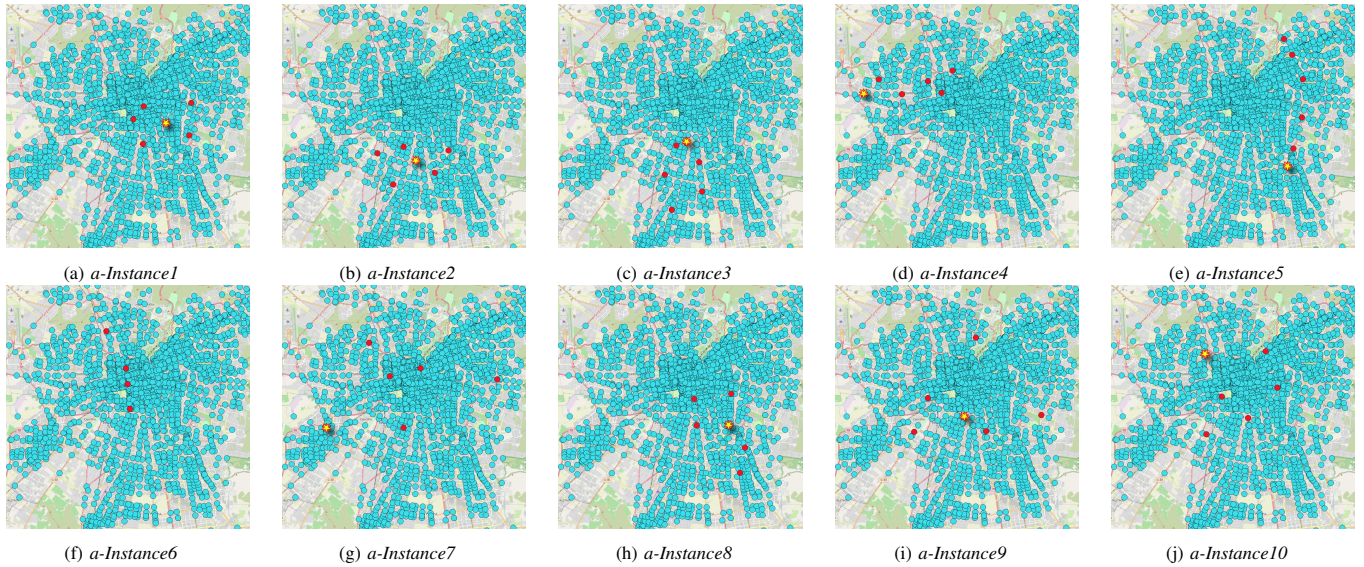 (a) a-Instance1
(b) a-Instance2
(c) a-Instance3
(d) a-Instance4
(e) a-Instance5
(f) a-Instance6
(g) a-Instance7
(h) a-Instance8
(i) a-Instance9
(j) a-Instance10